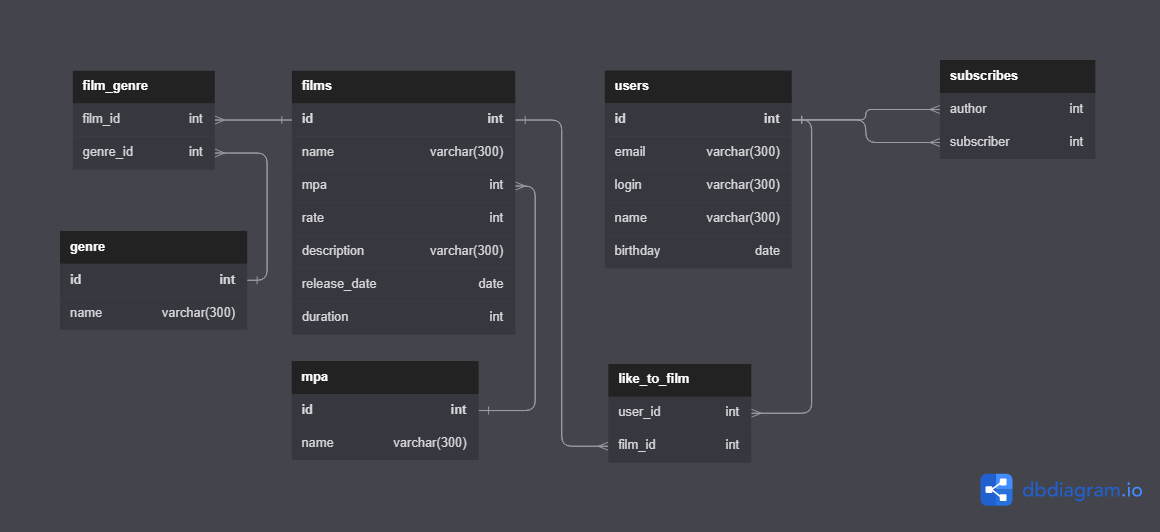 film_genre
film_id int
genre_id int
genre
id int
name varchar(300)
films
id int
name varchar(300)
mpa int
rate int
description varchar(300)
release_date date
duration int
mpa
id int
name varchar(300)
users
id int
email varchar(300)
login varchar(300)
name varchar(300)
birthday date
like_to_film
user_id int
film_id int
subscribes
author int
subscriber int
dbdiagram.io